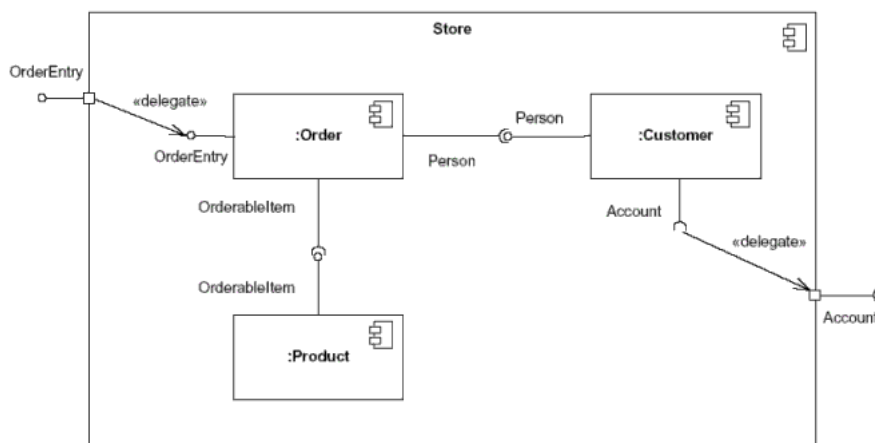 Store
OrderEntry
«delegate»
:Order
Person
:Customer
OrderEntry
Person
OrderableItem
Account
«delegate»
OrderableItem
Account
:Product